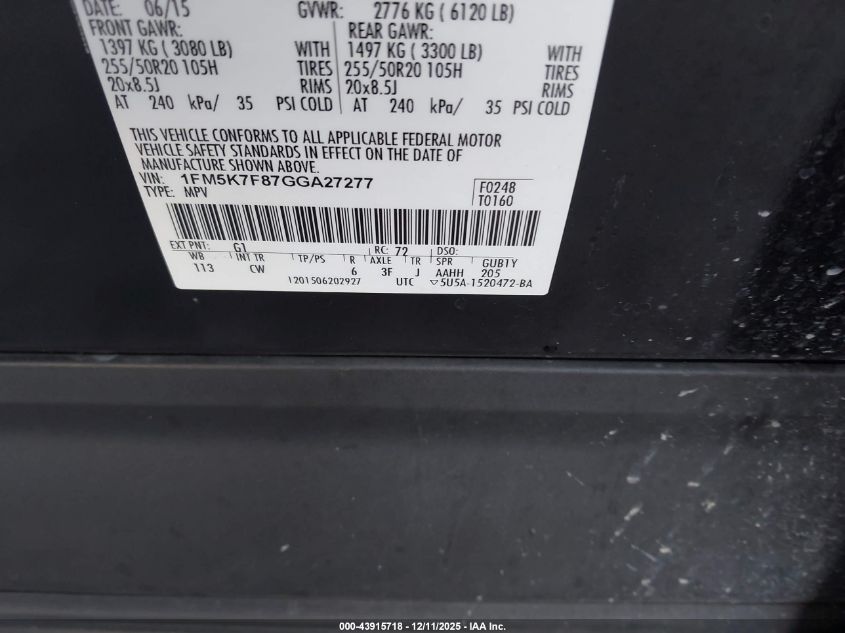 DATE: 06/15 GVWR: 2776 KG ( 6120 LB)
FRONT GAWR: REAR GAWR:
1397 KG ( 3080 LB) WITH 1497 KG ( 3300 LB) WITH
255/50R20 105H TIRES 255/50R20 105H TIRES
20x8.5J RIMS 20x8.5J RIMS
AT 240 kPa/ 35 PSI COLD AT 240 kPa/ 35 PSI COLD
THIS VEHICLE CONFORMS TO ALL APPLICABLE FEDERAL MOTOR
VEHICLE SAFETY STANDARDS IN EFFECT ON THE DATE OF
MANUFACTURE SHOWN ABOVE.
VIN: 1FM5K7F87GGA27277
TYPE: MPV
F0248
T0160
EXT PNT: G1 RC: 72 DSO:
WB INT TR TP/PS R AXLE TR SPR GUB1Y
113 CW 6 3F J AAHH 205
1201506202927 UTC ▽5U5A-1520472-BA
000-43915718 - 12/11/2025 - IAA Inc.